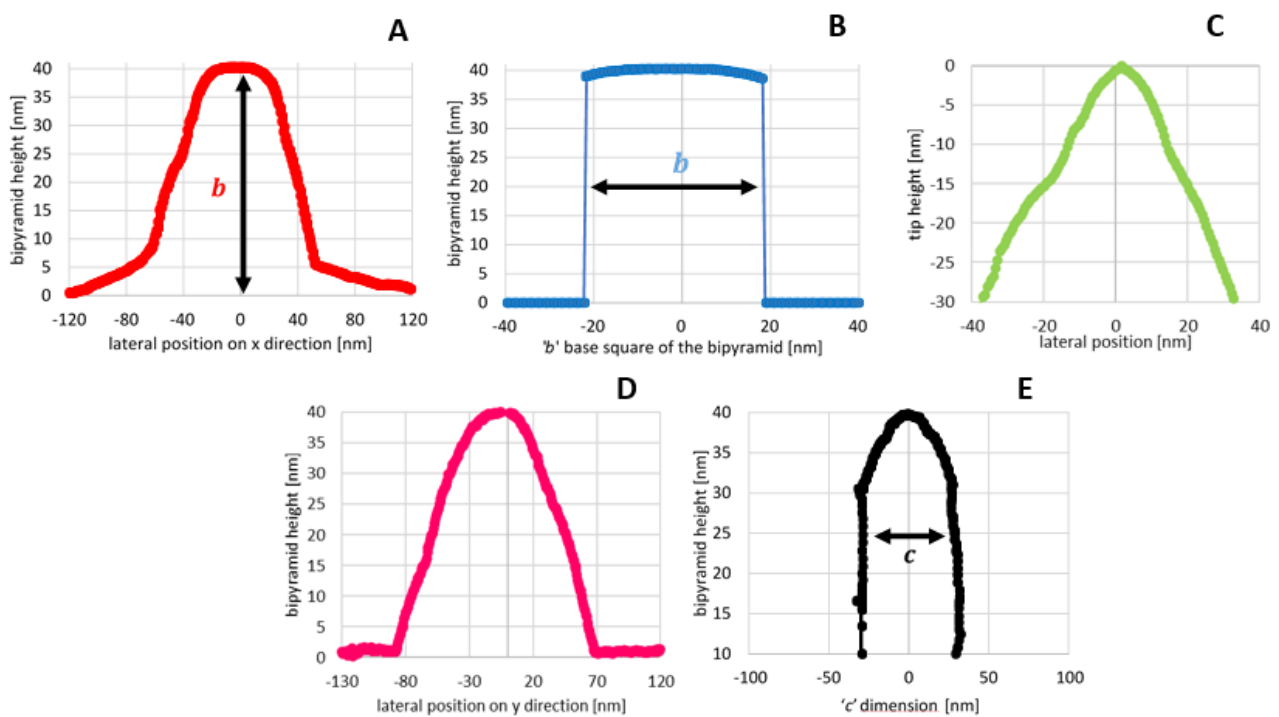 A
bipyramid height [nm]
40
35
30
25
20
15
10
5
0
b
-120 -80 -40 0 40 80 120
lateral position on x direction [nm]
B
bipyramid height [nm]
40
35
30
25
20
15
10
5
0
b
-40 -20 0 20 40
'b' base square of the bipyramid [nm]
C
tip height [nm]
0
-5
-10
-15
-20
-25
-30
-40 -20 0 20 40
lateral position [nm]
D
bipyramid height [nm]
40
35
30
25
20
15
10
5
0
-130 -80 -30 20 70 120
lateral position on y direction [nm]
E
bipyramid height [nm]
40
35
30
25
20
15
10
c
-100 -50 0 50 100
'c' dimension [nm]